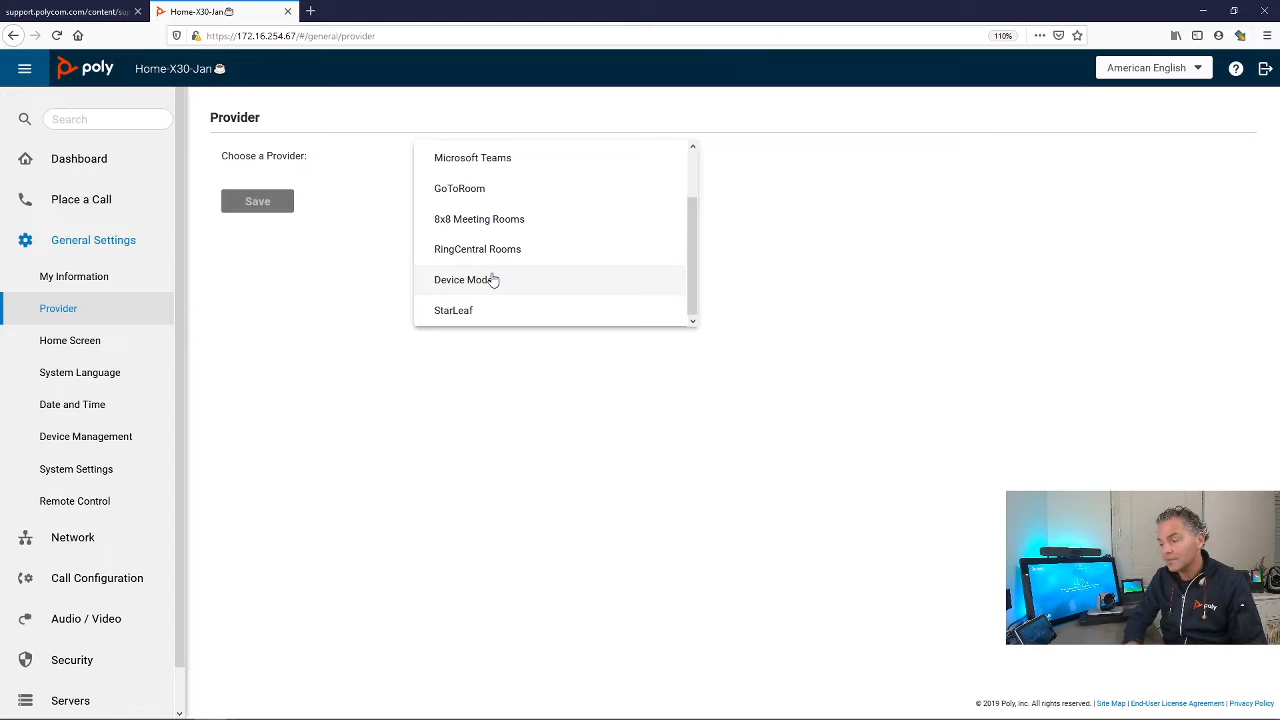 support.polycom.com/content/sup
Home-X30-Jan☕
https://172.16.254.67/#/general/provider
110%
poly
Home-X30-Jan☕
American English
Search
Provider
Dashboard
Choose a Provider:
Microsoft Teams
GoToRoom
Place a Call
Save
8x8 Meeting Rooms
General Settings
RingCentral Rooms
My Information
Device Mode
Provider
StarLeaf
Home Screen
System Language
Date and Time
Device Management
System Settings
Remote Control
Network
Call Configuration
Audio / Video
poly
Security
Servers
© 2019 Poly, Inc. All rights reserved. | Site Map | End-User License Agreement | Privacy Policy